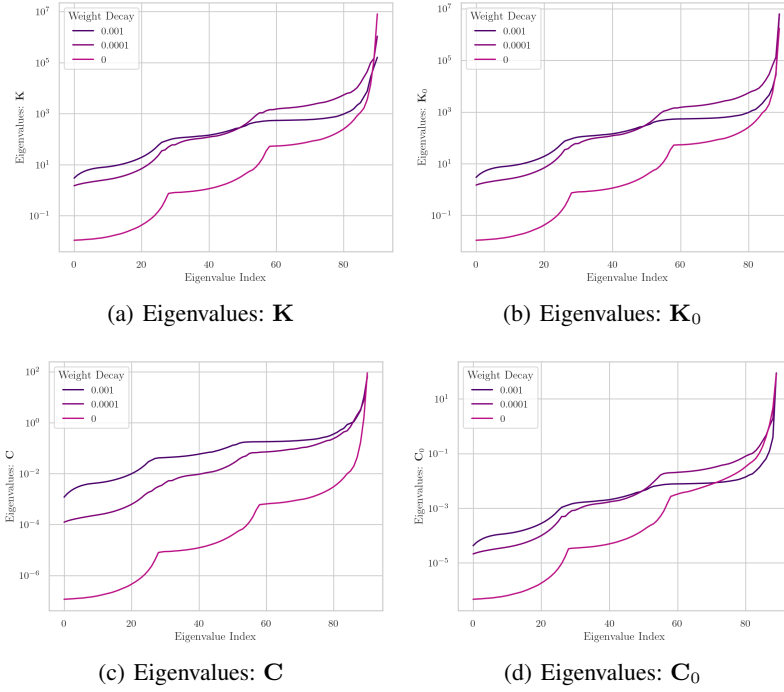 Weight Decay
0.001
0.0001
0
10^7
10^5
10^3
10^1
10^{-1}
Eigenvalues: K
0 20 40 60 80
Eigenvalue Index
(a) Eigenvalues: K
Weight Decay
0.001
0.0001
0
10^7
10^5
10^3
10^1
10^{-1}
Eigenvalues: K_0
0 20 40 60 80
Eigenvalue Index
(b) Eigenvalues: K_0
Weight Decay
0.001
0.0001
0
10^2
10^0
10^{-2}
10^{-4}
10^{-6}
Eigenvalues: C
0 20 40 60 80
Eigenvalue Index
(c) Eigenvalues: C
Weight Decay
0.001
0.0001
0
10^1
10^{-1}
10^{-3}
10^{-5}
Eigenvalues: C_0
0 20 40 60 80
Eigenvalue Index
(d) Eigenvalues: C_0